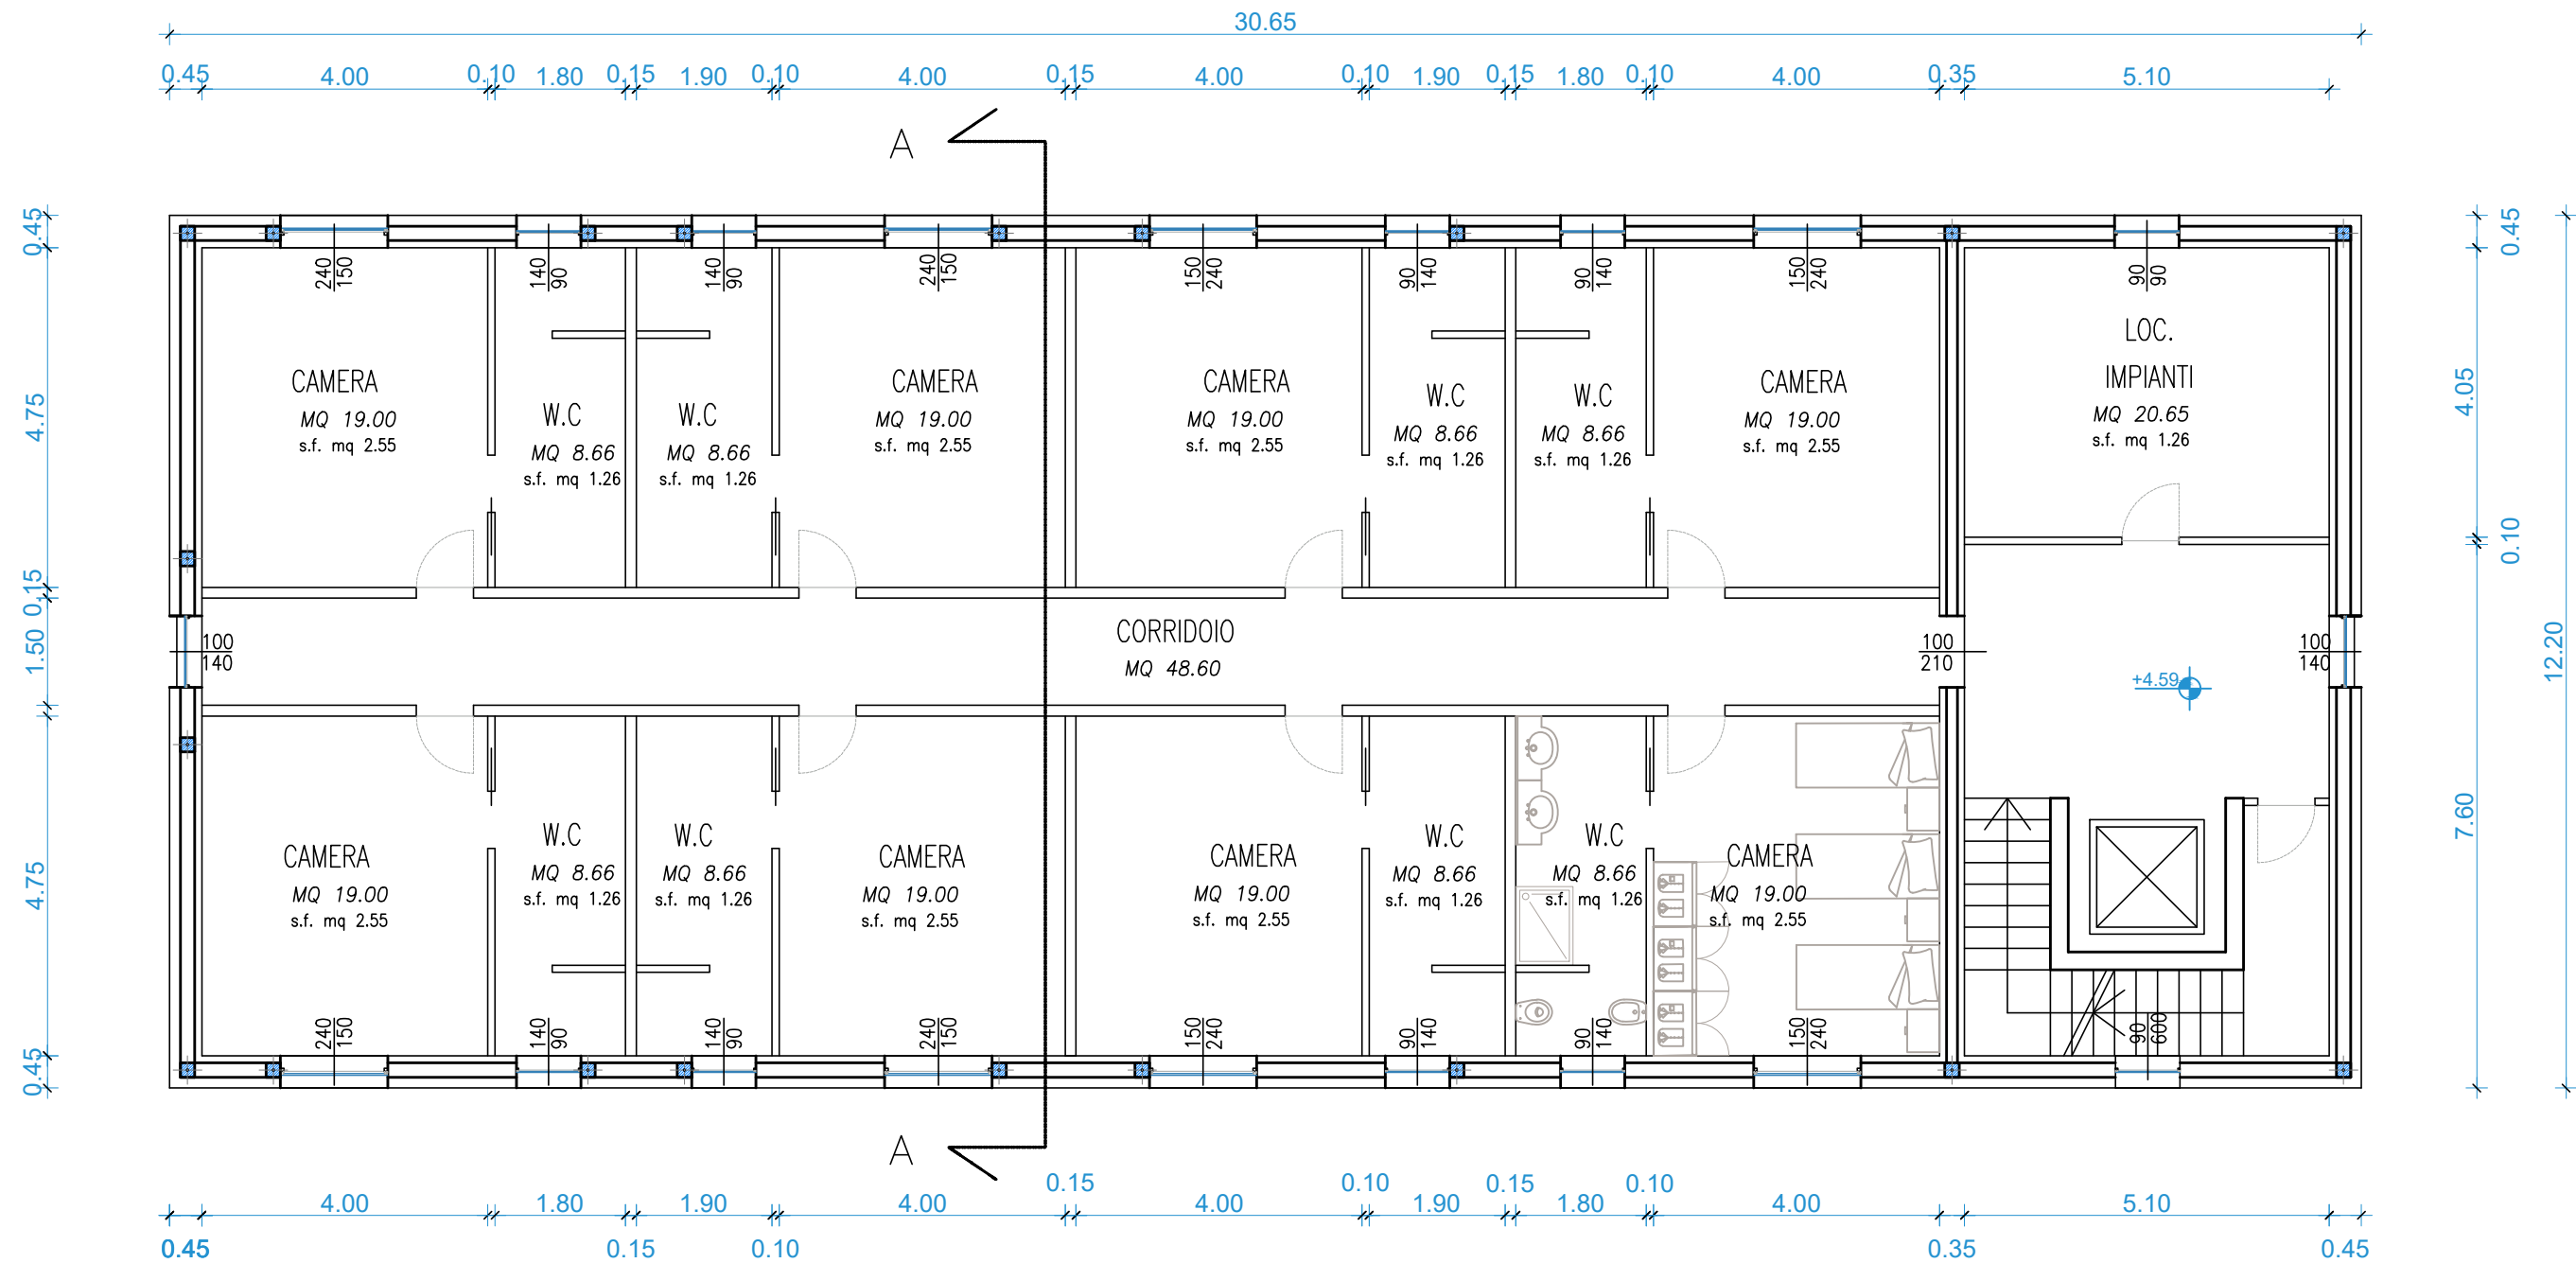 30.65
0.45 4.00 0.10 1.80 0.15 1.90 0.10 4.00 0.15 4.00 0.10 1.90 0.15 1.80 0.10 4.00 0.35 5.10
A
0.45
4.75
0.15
1.50
4.75
0.45
0.45
4.05
0.10
7.60
12.20
240 150
140 90
140 90
240 150
150 240
90 140
90 140
150 240
90 90
CAMERA
MQ 19.00
s.f. mq 2.55
W.C
MQ 8.66
s.f. mq 1.26
W.C
MQ 8.66
s.f. mq 1.26
CAMERA
MQ 19.00
s.f. mq 2.55
CAMERA
MQ 19.00
s.f. mq 2.55
W.C
MQ 8.66
s.f. mq 1.26
W.C
MQ 8.66
s.f. mq 1.26
CAMERA
MQ 19.00
s.f. mq 2.55
LOC.
IMPIANTI
MQ 20.65
s.f. mq 1.26
100
140
CORRIDOIO
MQ 48.60
100
210
100
140
+4.59
CAMERA
MQ 19.00
s.f. mq 2.55
W.C
MQ 8.66
s.f. mq 1.26
W.C
MQ 8.66
s.f. mq 1.26
CAMERA
MQ 19.00
s.f. mq 2.55
CAMERA
MQ 19.00
s.f. mq 2.55
W.C
MQ 8.66
s.f. mq 1.26
W.C
MQ 8.66
s.f. mq 1.26
CAMERA
MQ 19.00
s.f. mq 2.55
240 150
140 90
140 90
240 150
150 240
90 140
90 140
150 240
90 600
A
0.15 0.10 0.15 0.10
4.00 1.80 1.90 4.00 4.00 1.90 1.80 4.00 5.10
0.45 0.15 0.10 0.35 0.45